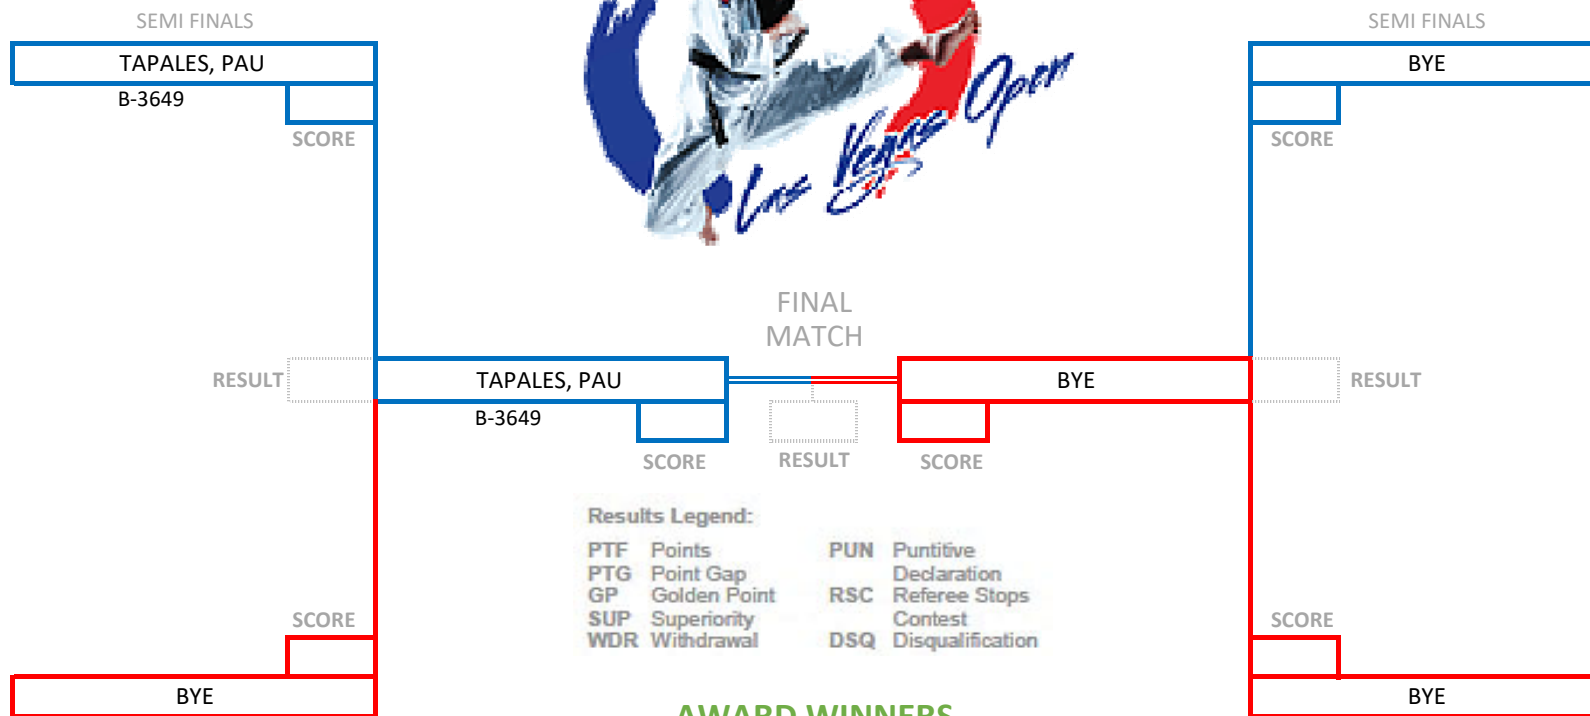 SEMI FINALS
SEMI FINALS
TAPALES, PAU
BYE
B-3649
SCORE
SCORE
Las Vegas Open
FINAL
MATCH
RESULT
TAPALES, PAU
BYE
RESULT
B-3649
SCORE
RESULT
SCORE
Results Legend:
PTF Points
PTG Point Gap
GP Golden Point
SUP Superiority
WDR Withdrawal
PUN Puntitive
Declaration
RSC Referee Stops
Contest
DSQ Disqualification
SCORE
SCORE
BYE
BYE
AWARD WINNERS